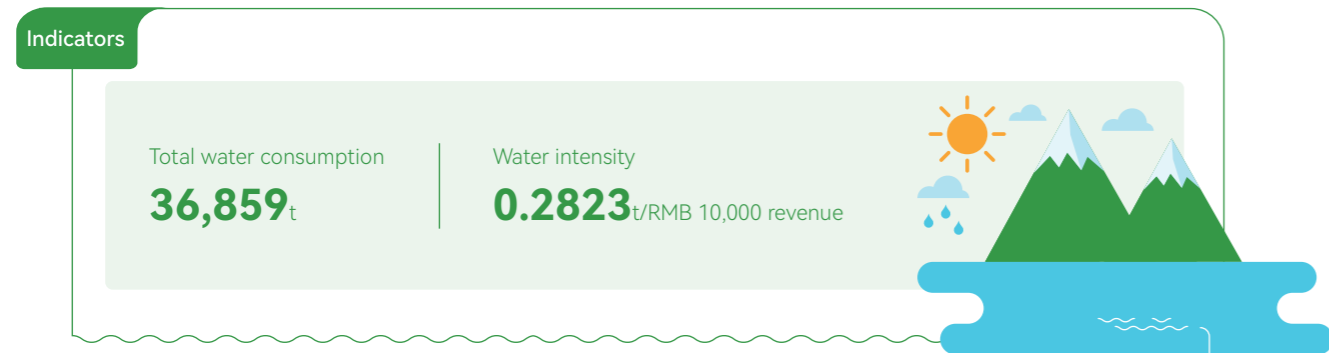 Indicators
Total water consumption
36,859t
Water intensity
0.2823t/RMB 10,000 revenue